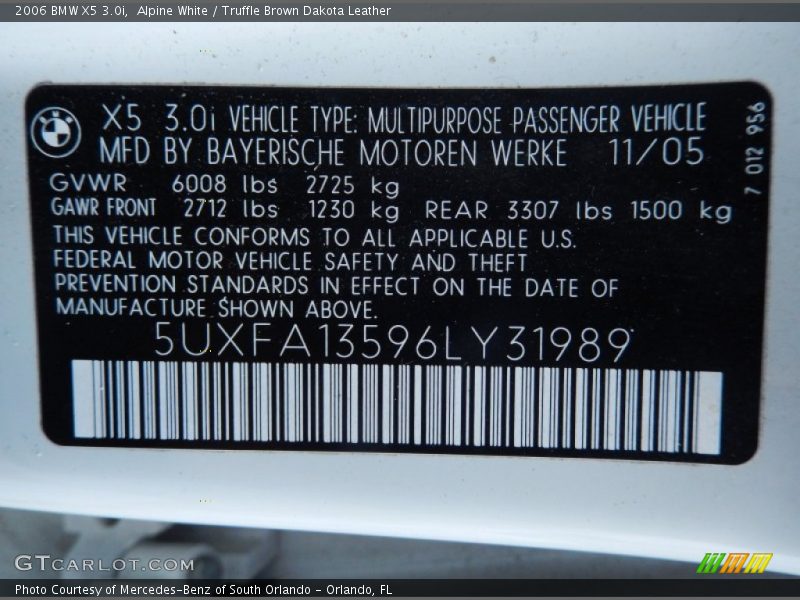 2006 BMW X5 3.0i, Alpine White / Truffle Brown Dakota Leather
X5 3.0i VEHICLE TYPE: MULTIPURPOSE PASSENGER VEHICLE
MFD BY BAYERISCHE MOTOREN WERKE 11/05
7 012 956
GVWR 6008 lbs 2725 kg
GAWR FRONT 2712 lbs 1230 kg REAR 3307 lbs 1500 kg
THIS VEHICLE CONFORMS TO ALL APPLICABLE U.S.
FEDERAL MOTOR VEHICLE SAFETY AND THEFT
PREVENTION STANDARDS IN EFFECT ON THE DATE OF
MANUFACTURE SHOWN ABOVE.
5UXFA13596LY31989
GTCARLOT.COM
Photo Courtesy of Mercedes-Benz of South Orlando - Orlando, FL